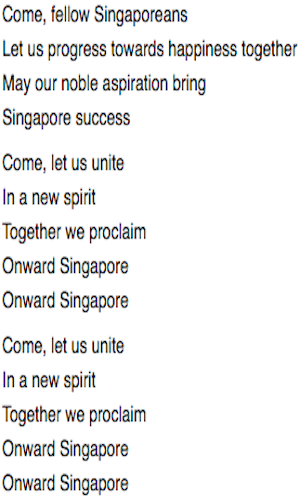 Come, fellow Singaporeans
Let us progress towards happiness together
May our noble aspiration bring
Singapore success
Come, let us unite
In a new spirit
Together we proclaim
Onward Singapore
Onward Singapore
Come, let us unite
In a new spirit
Together we proclaim
Onward Singapore
Onward Singapore